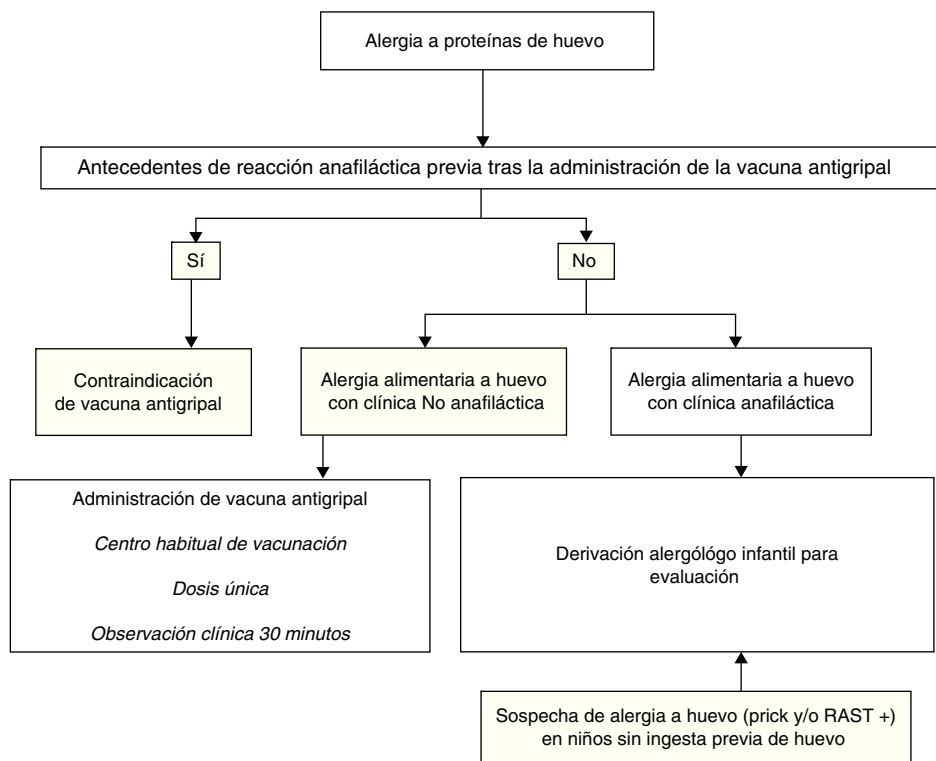 Alergia a proteínas de huevo
Antecedentes de reacción anafiláctica previa tras la administración de la vacuna antigripal
Sí
No
Contraindicación
de vacuna antigripal
Alergia alimentaria a huevo
con clínica No anafiláctica
Alergia alimentaria a huevo
con clínica anafiláctica
Administración de vacuna antigripal
Centro habitual de vacunación
Dosis única
Observación clínica 30 minutos
Derivación alergólógo infantil para
evaluación
Sospecha de alergia a huevo (prick y/o RAST +)
en niños sin ingesta previa de huevo